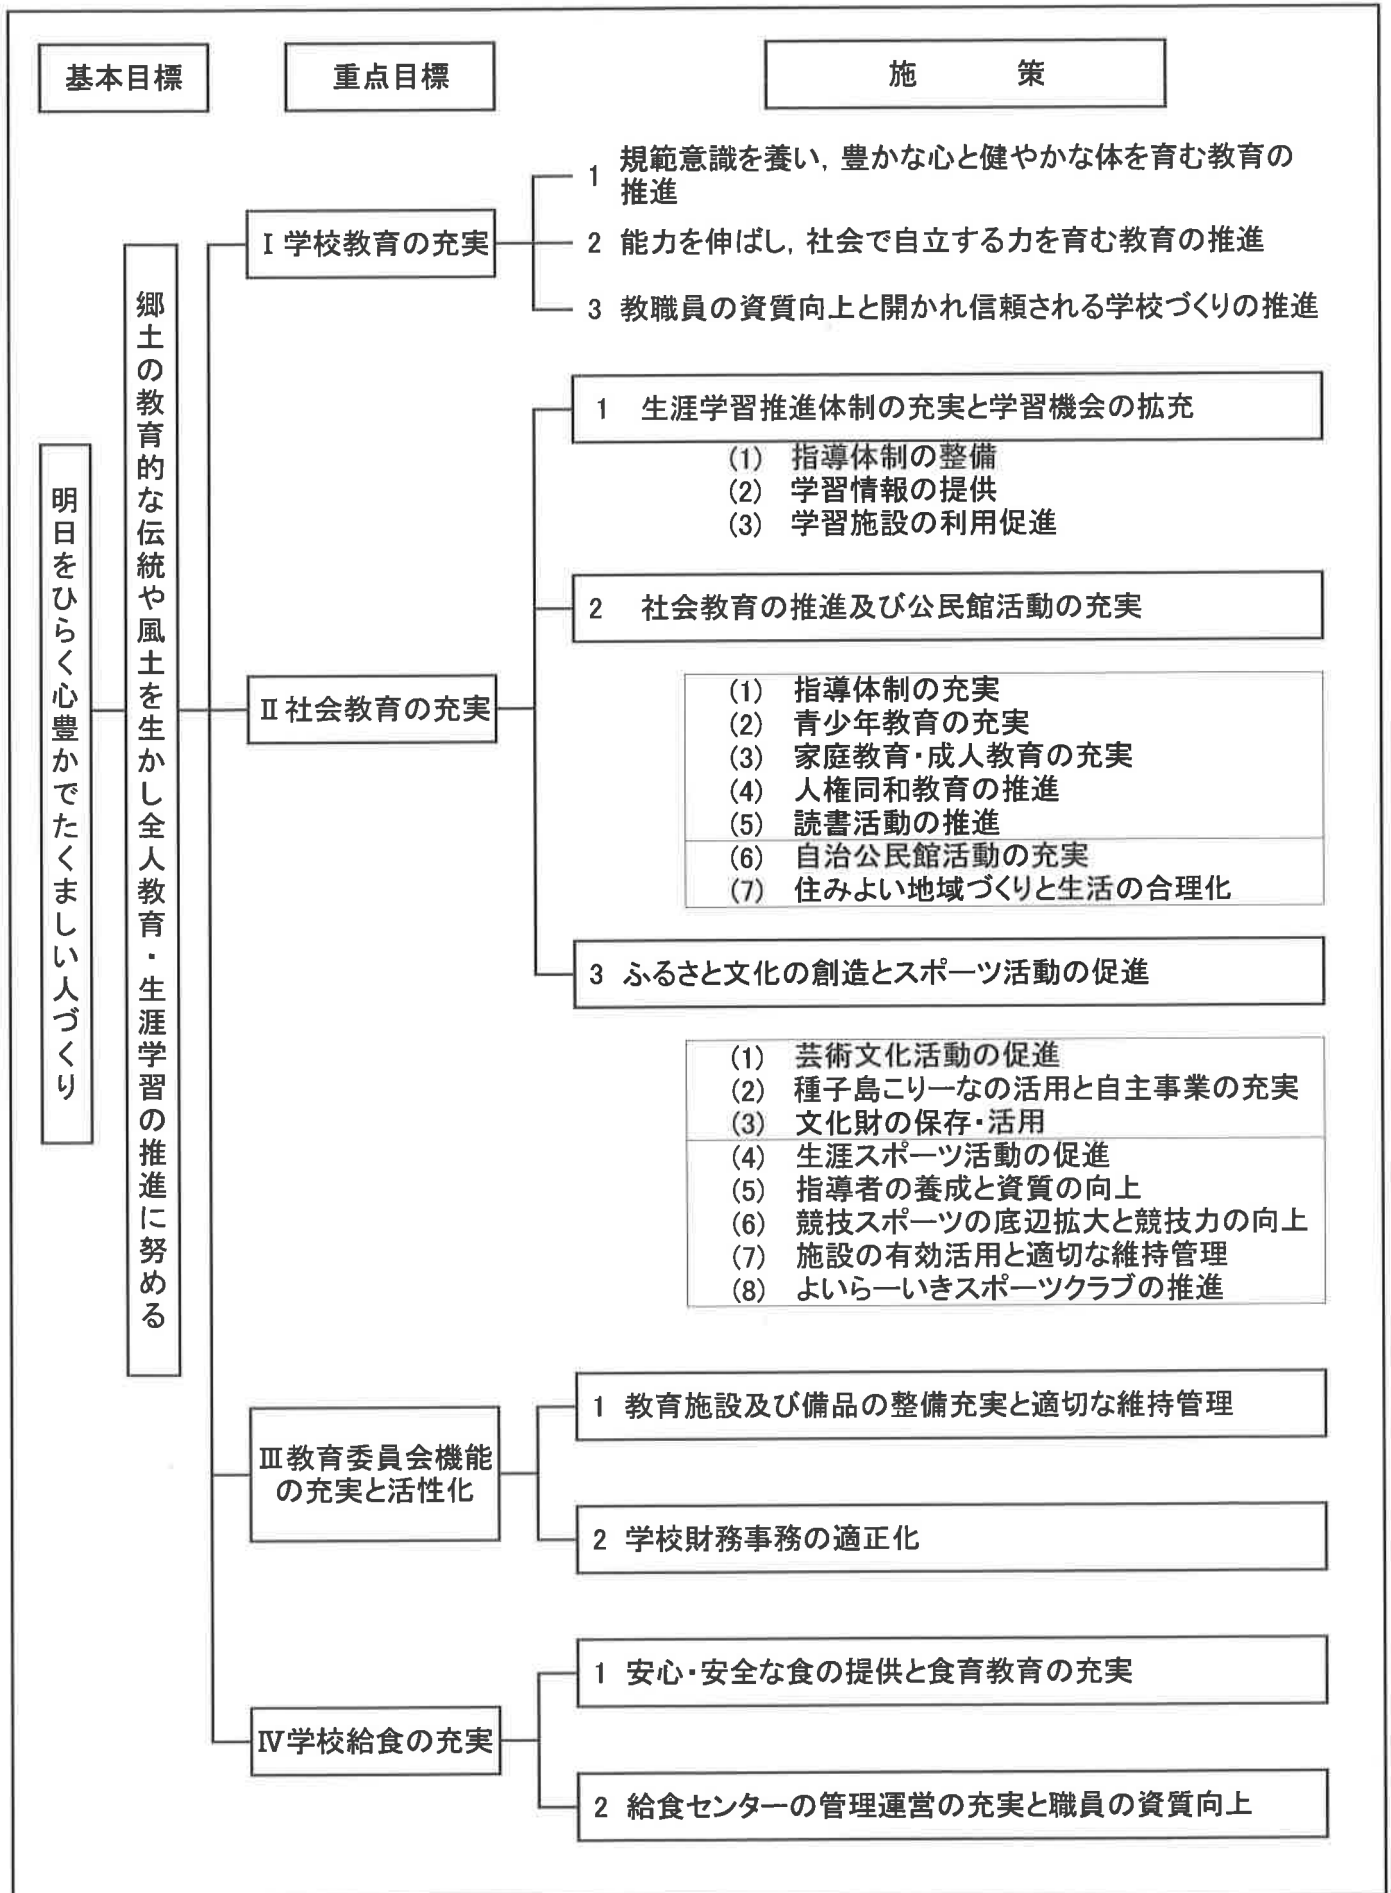 基本目標
重点目標
施　策
明日をひらく心豊かでたくましい人づくり
郷土の教育的な伝統や風土を生かし全人教育・生涯学習の推進に努める
Ⅰ 学校教育の充実
1 規範意識を養い, 豊かな心と健やかな体を育む教育の
推進
2 能力を伸ばし, 社会で自立する力を育む教育の推進
3 教職員の資質向上と開かれ信頼される学校づくりの推進
Ⅱ 社会教育の充実
1 生涯学習推進体制の充実と学習機会の拡充
(1) 指導体制の整備
(2) 学習情報の提供
(3) 学習施設の利用促進
2 社会教育の推進及び公民館活動の充実
(1) 指導体制の充実
(2) 青少年教育の充実
(3) 家庭教育・成人教育の充実
(4) 人権同和教育の推進
(5) 読書活動の推進
(6) 自治公民館活動の充実
(7) 住みよい地域づくりと生活の合理化
3 ふるさと文化の創造とスポーツ活動の促進
(1) 芸術文化活動の促進
(2) 種子島こりーなの活用と自主事業の充実
(3) 文化財の保存・活用
(4) 生涯スポーツ活動の促進
(5) 指導者の養成と資質の向上
(6) 競技スポーツの底辺拡大と競技力の向上
(7) 施設の有効活用と適切な維持管理
(8) よいらーいきスポーツクラブの推進
Ⅲ教育委員会機能
の充実と活性化
1 教育施設及び備品の整備充実と適切な維持管理
2 学校財務事務の適正化
Ⅳ学校給食の充実
1 安心・安全な食の提供と食育教育の充実
2 給食センターの管理運営の充実と職員の資質向上